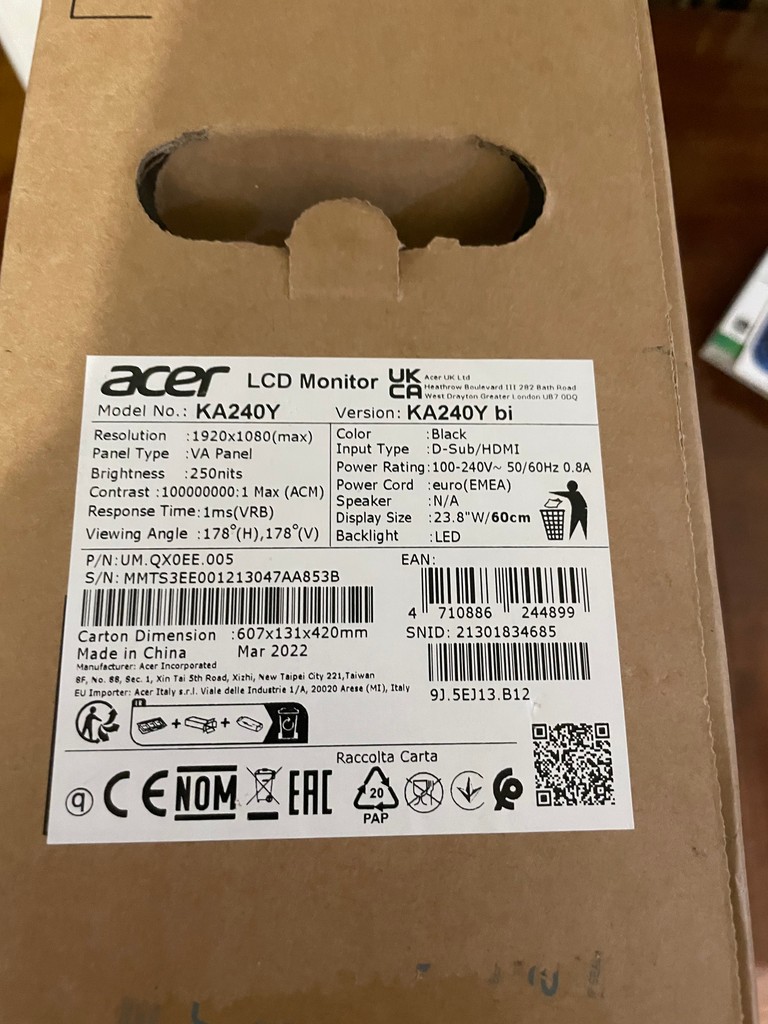 acer LCD Monitor UK CA Acer UK Ltd
Heathrow Boulevard III 282 Bath Road
West Drayton Greater London UB7 0DQ
Model No.: KA240Y Version: KA240Y bi
Resolution :1920x1080(max)
Panel Type :VA Panel
Brightness :250nits
Contrast :100000000:1 Max (ACM)
Response Time:1ms(VRB)
Viewing Angle :178°(H),178°(V)
Color :Black
Input Type :D-Sub/HDMI
Power Rating:100-240V~ 50/60Hz 0.8A
Power Cord :euro(EMEA)
Speaker :N/A
Display Size :23.8"W/60cm
Backlight :LED
P/N:UM.QX0EE.005
S/N:MMTS3EE001213047AA853B
EAN:
4 710886 244899
Carton Dimension :607x131x420mm
Made in China Mar 2022
SNID: 21301834685
Manufacturer: Acer Incorporated
8F, No. 88, Sec. 1, Xin Tai 5th Road, Xizhi, New Taipei City 221,Taiwan
EU Importer: Acer Italy s.r.l. Viale delle Industrie 1/A, 20020 Arese (MI), Italy
9J.5EJ13.B12
Raccolta Carta
q CE NOM EAC 20
PAP